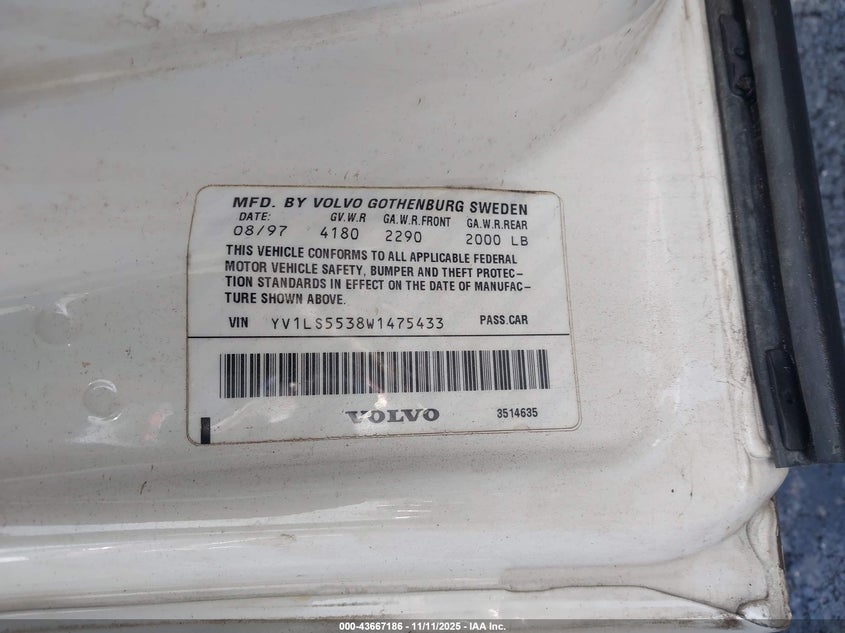 MFD. BY VOLVO GOTHENBURG SWEDEN
DATE: GV.W.R GA.W.R.FRONT GA.W.R.REAR
08/97 4180 2290 2000 LB
THIS VEHICLE CONFORMS TO ALL APPLICABLE FEDERAL
MOTOR VEHICLE SAFETY, BUMPER AND THEFT PROTEC-
TION STANDARDS IN EFFECT ON THE DATE OF MANUFAC-
TURE SHOWN ABOVE.
VIN YV1LS5538W1475433 PASS.CAR
VOLVO 3514635
000-43667186 - 11/11/2025 - IAA Inc.